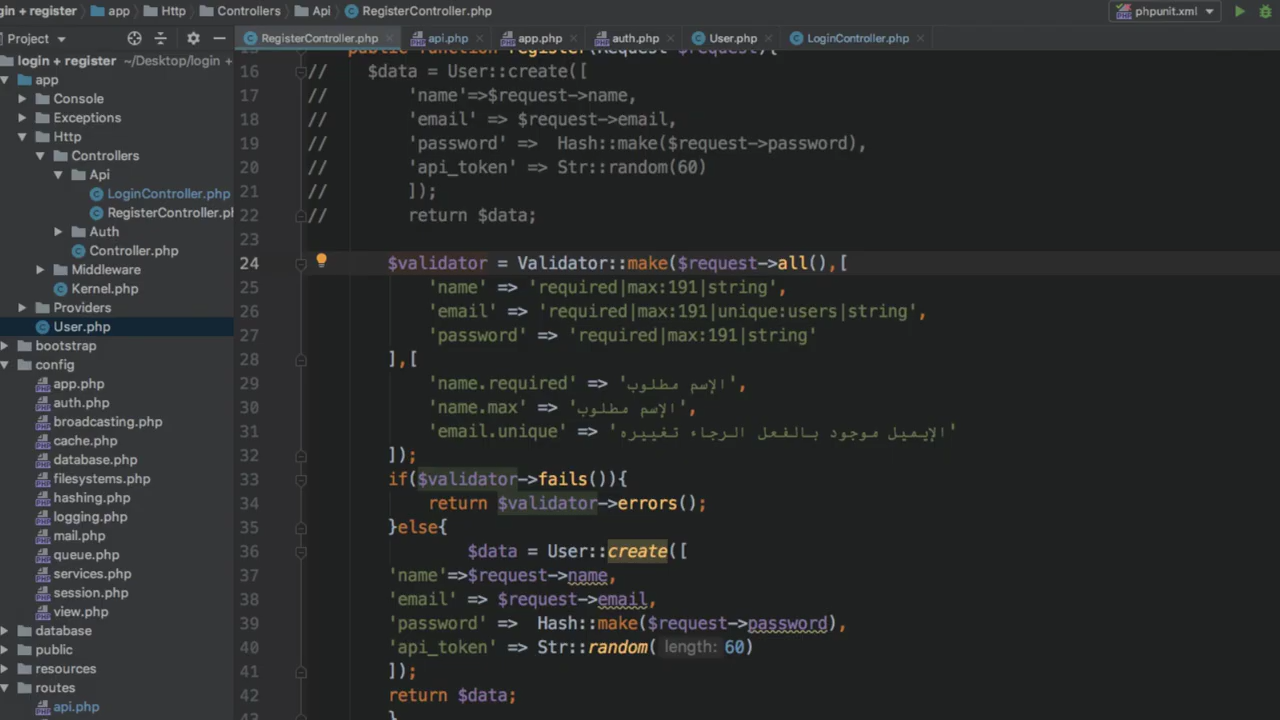 gin + register app Http Controllers Api RegisterController.php phpunit.xml
Project RegisterController.php api.php app.php auth.php User.php LoginController.php
login + register ~/Desktop/login +
app
Console
Exceptions
Http
Controllers
Api
LoginController.php
RegisterController.p
Auth
Controller.php
Middleware
Kernel.php
Providers
User.php
bootstrap
config
app.php
auth.php
broadcasting.php
cache.php
database.php
filesystems.php
hashing.php
logging.php
mail.php
queue.php
services.php
session.php
view.php
database
public
resources
routes
api.php
15 public function register(Request $request){
16 // $data = User::create([
17 // 'name'=>$request->name,
18 // 'email' => $request->email,
19 // 'password' => Hash::make($request->password),
20 // 'api_token' => Str::random(60)
21 // ]);
22 // return $data;
23
24 $validator = Validator::make($request->all(),[
25 'name' => 'required|max:191|string',
26 'email' => 'required|max:191|unique:users|string',
27 'password' => 'required|max:191|string'
28 ],[
29 'name.required' => 'الإسم مطلوب',
30 'name.max' => 'الإسم مطلوب',
31 'email.unique' => 'الإيميل موجود بالفعل الرجاء تغييره'
32 ]);
33 if($validator->fails()){
34 return $validator->errors();
35 }else{
36 $data = User::create([
37 'name'=>$request->name,
38 'email' => $request->email,
39 'password' => Hash::make($request->password),
40 'api_token' => Str::random( length: 60)
41 ]);
42 return $data;
43 }